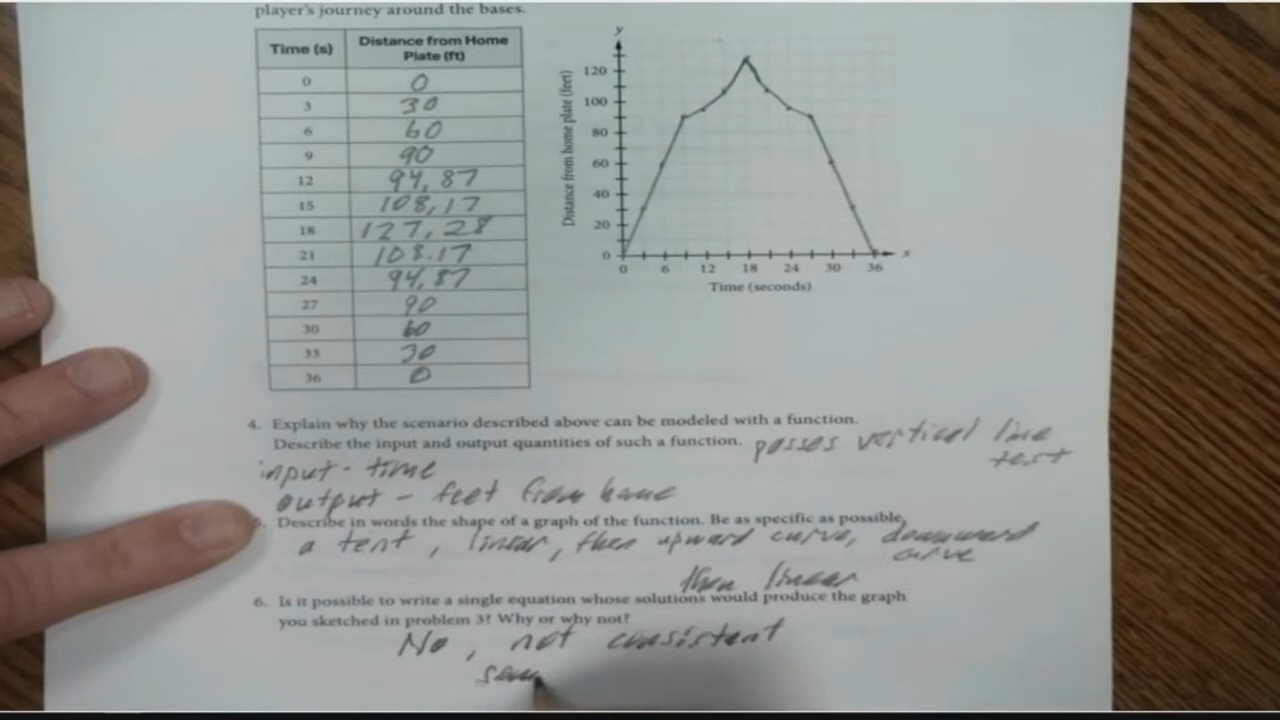 player's journey around the bases.
Time (s) Distance from Home Plate (ft)
0 0
3 30
6 60
9 90
12 94,87
15 108,17
18 127,28
21 108.17
24 94,87
27 90
30 60
33 30
36 0
y
Distance from home plate (feet)
120
100
80
60
40
20
0
0 6 12 18 24 30 36 x
Time (seconds)
4. Explain why the scenario described above can be modeled with a function.
Describe the input and output quantities of such a function. passes vertical line
test
input - time
output - feet from home
5. Describe in words the shape of a graph of the function. Be as specific as possible.
a tent, linear, then upward curve, downward
curve
then linear
6. Is it possible to write a single equation whose solutions would produce the graph
you sketched in problem 3? Why or why not?
No, not consistent